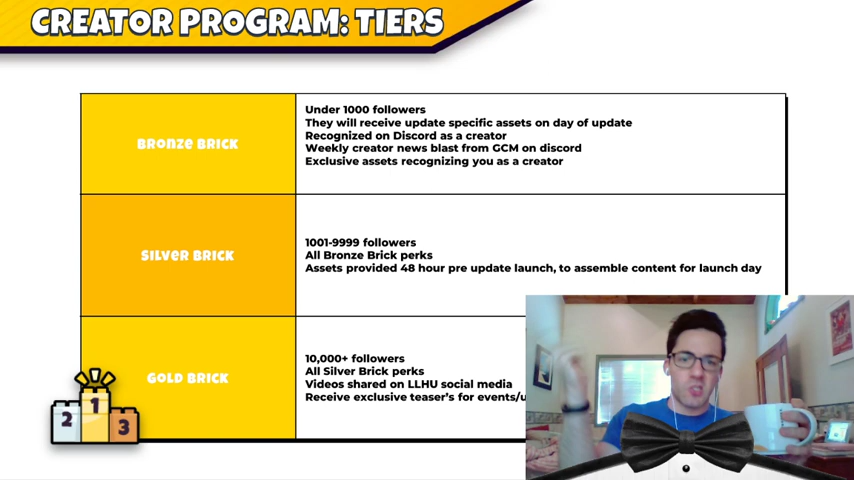 CREATOR PROGRAM: TIERS
BRONZE BRICK
Under 1000 followers
They will receive update specific assets on day of update
Recognized on Discord as a creator
Weekly creator news blast from GCM on discord
Exclusive assets recognizing you as a creator
SILVER BRICK
1001-9999 followers
All Bronze Brick perks
Assets provided 48 hour pre update launch, to assemble content for launch day
GOLD BRICK
10,000+ followers
All Silver Brick perks
Videos shared on LLHU social media
Receive exclusive teaser's for events/u
2 1 3